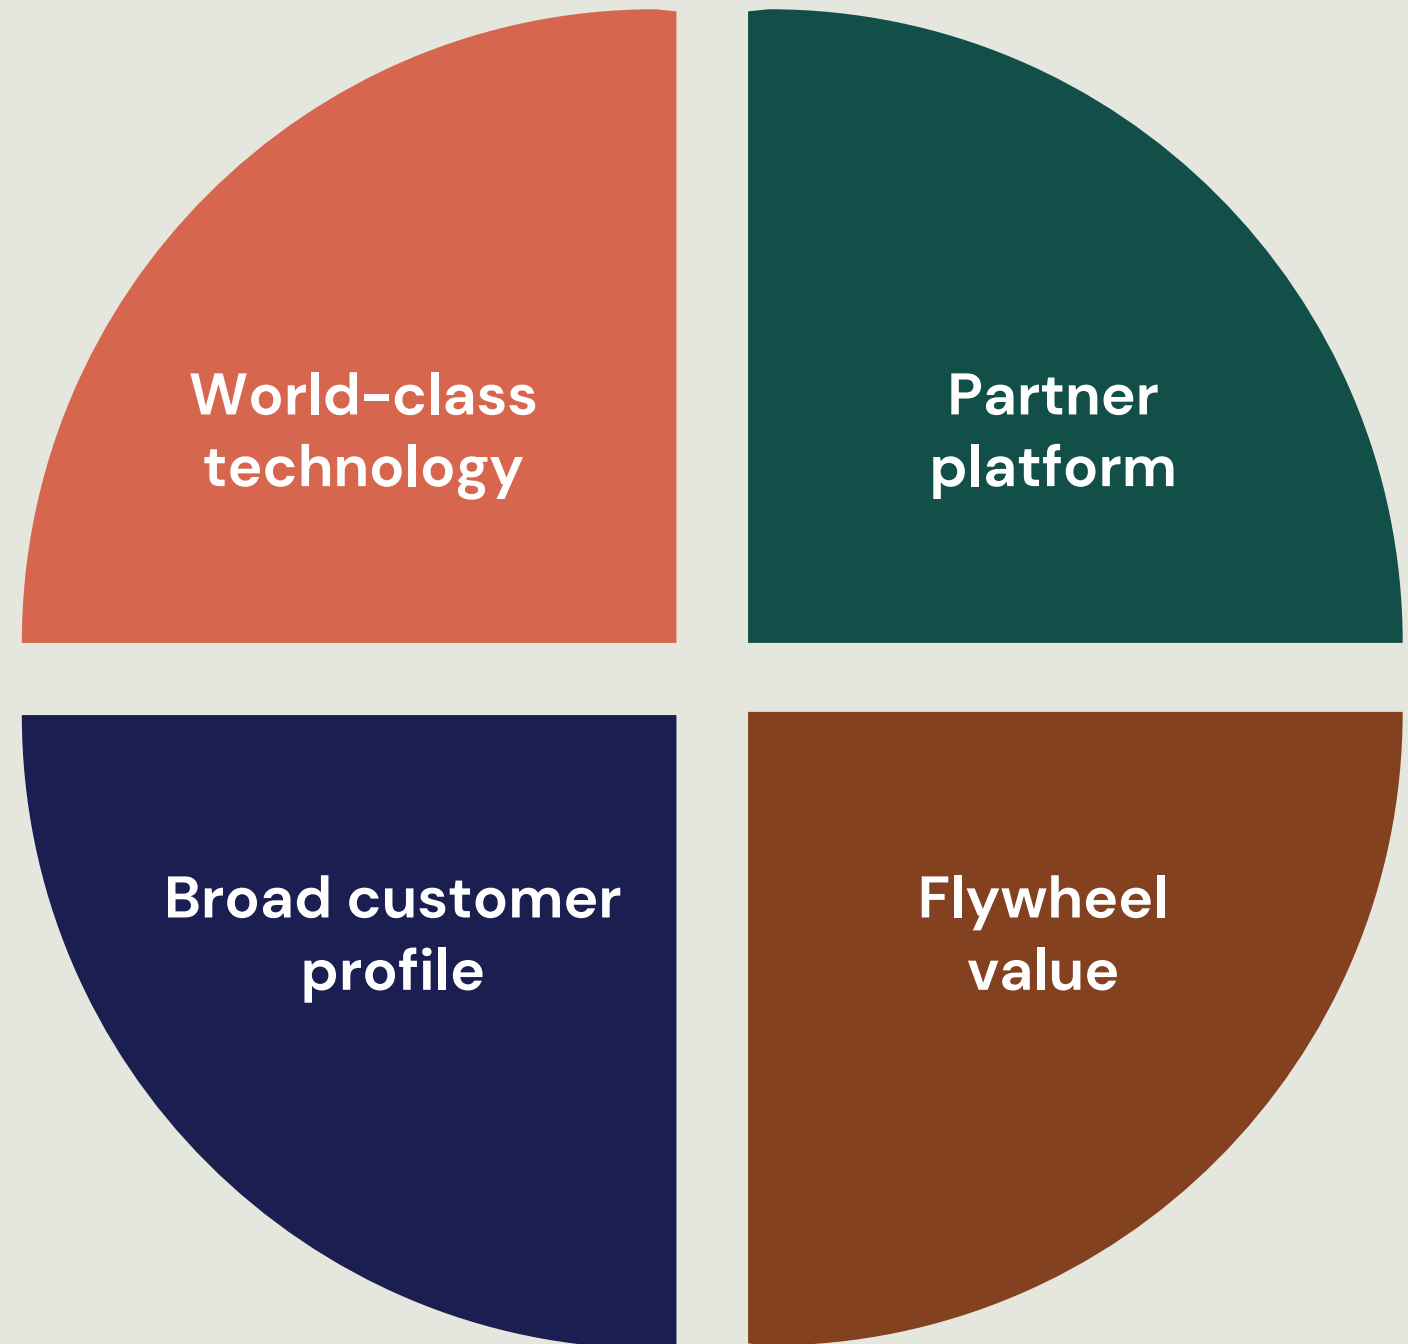 World-class
technology
Partner
platform
Broad customer
profile
Flywheel
value